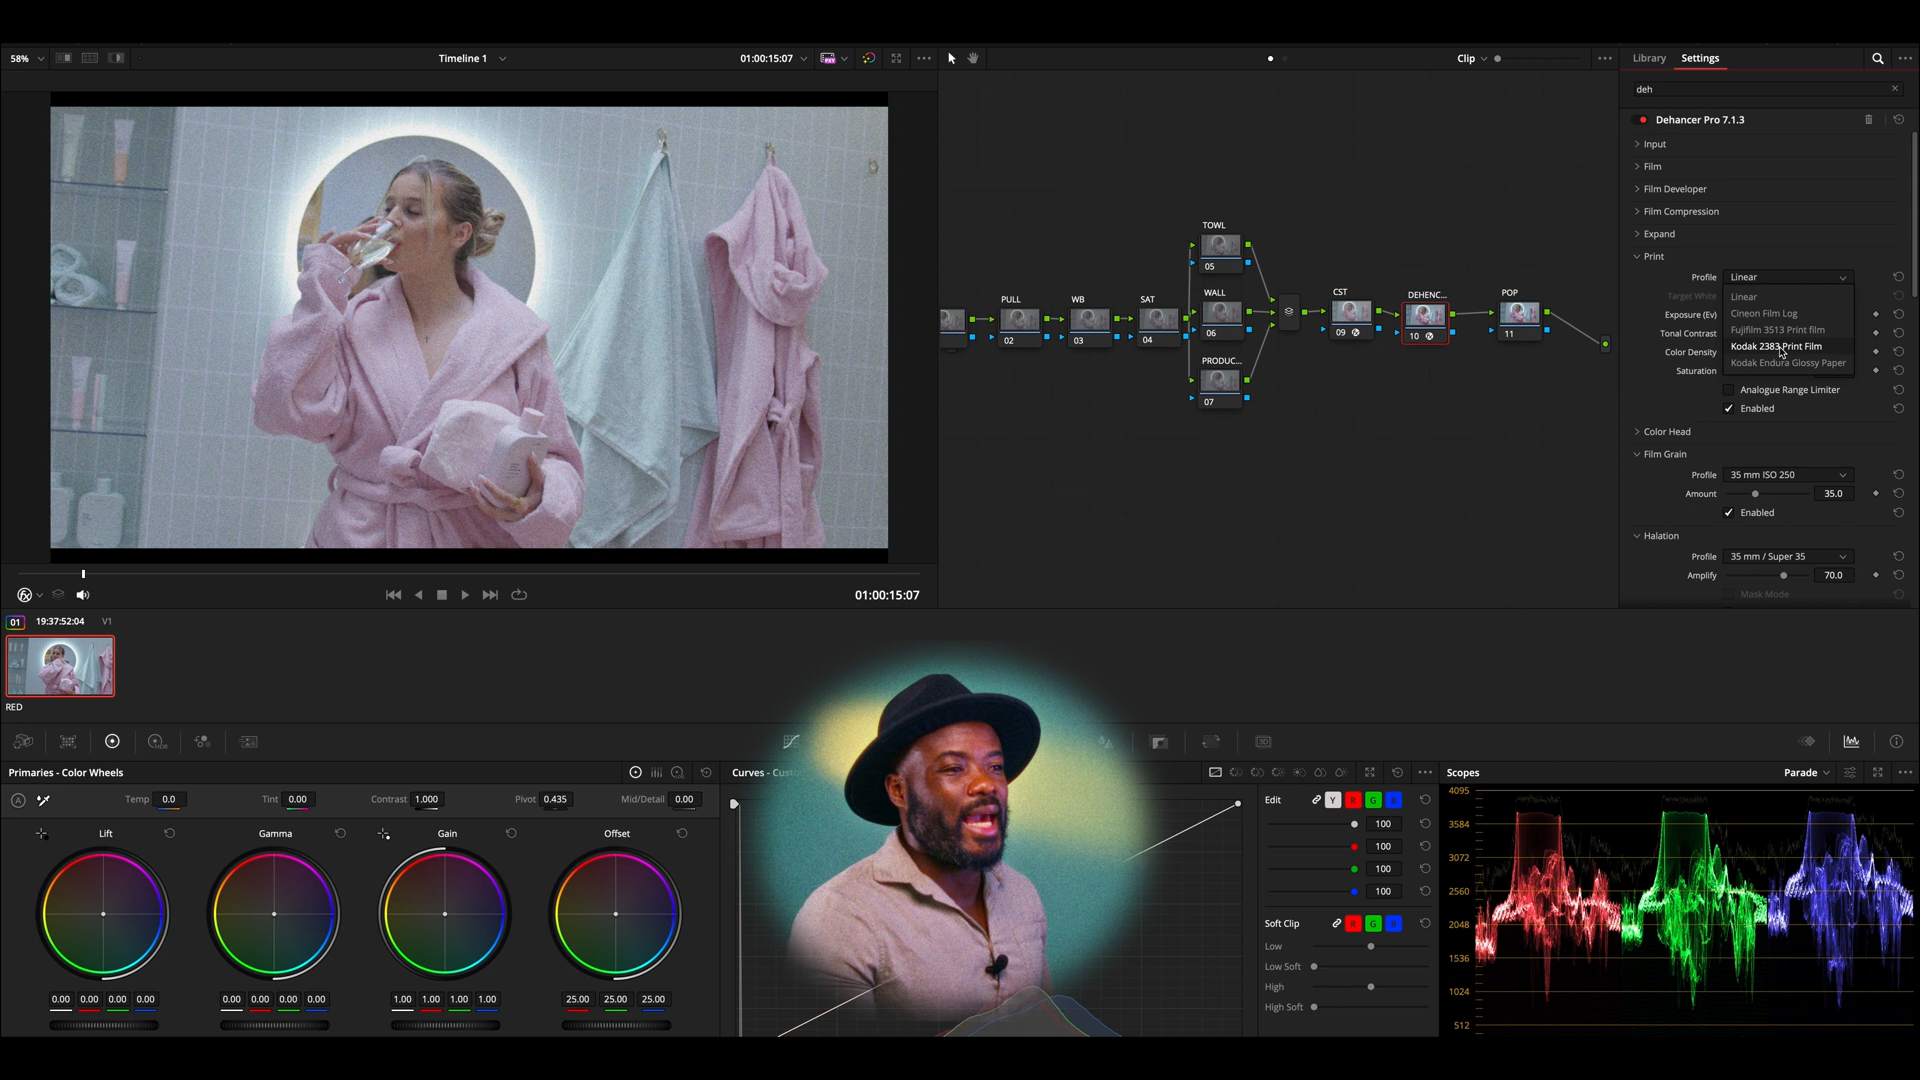 58%
Timeline 1
01:00:15:07
PXY
Clip
Library Settings
deh
Dehancer Pro 7.1.3
Input
Film
Film Developer
Film Compression
Expand
Print
Profile Linear
Target White
Linear
Exposure (Ev)
Cineon Film Log
Tonal Contrast
Fujifilm 3513 Print film
Color Density
Kodak 2383 Print Film
Saturation
Kodak Endura Glossy Paper
Analogue Range Limiter
Enabled
Color Head
Film Grain
Profile 35 mm ISO 250
Amount 35.0
Enabled
Halation
Profile 35 mm / Super 35
Amplify 70.0
Mask Mode
TOWL
05
PULL WB SAT WALL CST DEHENC... POP
02 03 04 06 09 10 11
PRODUC...
07
01:00:15:07
01 19:37:52:04 V1
RED
HDR
3D
Primaries - Color Wheels
Temp 0.0 Tint 0.00 Contrast 1.000 Pivot 0.435 Mid/Detail 0.00
A
Lift Gamma Gain Offset
0.00 0.00 0.00 0.00 0.00 0.00 0.00 0.00 1.00 1.00 1.00 1.00 25.00 25.00 25.00
Curves - Custo
Edit Y R G B
100
100
100
100
Soft Clip R G B
Low
Low Soft
High
High Soft
Scopes Parade
4095
3584
3072
2560
2048
1536
1024
512